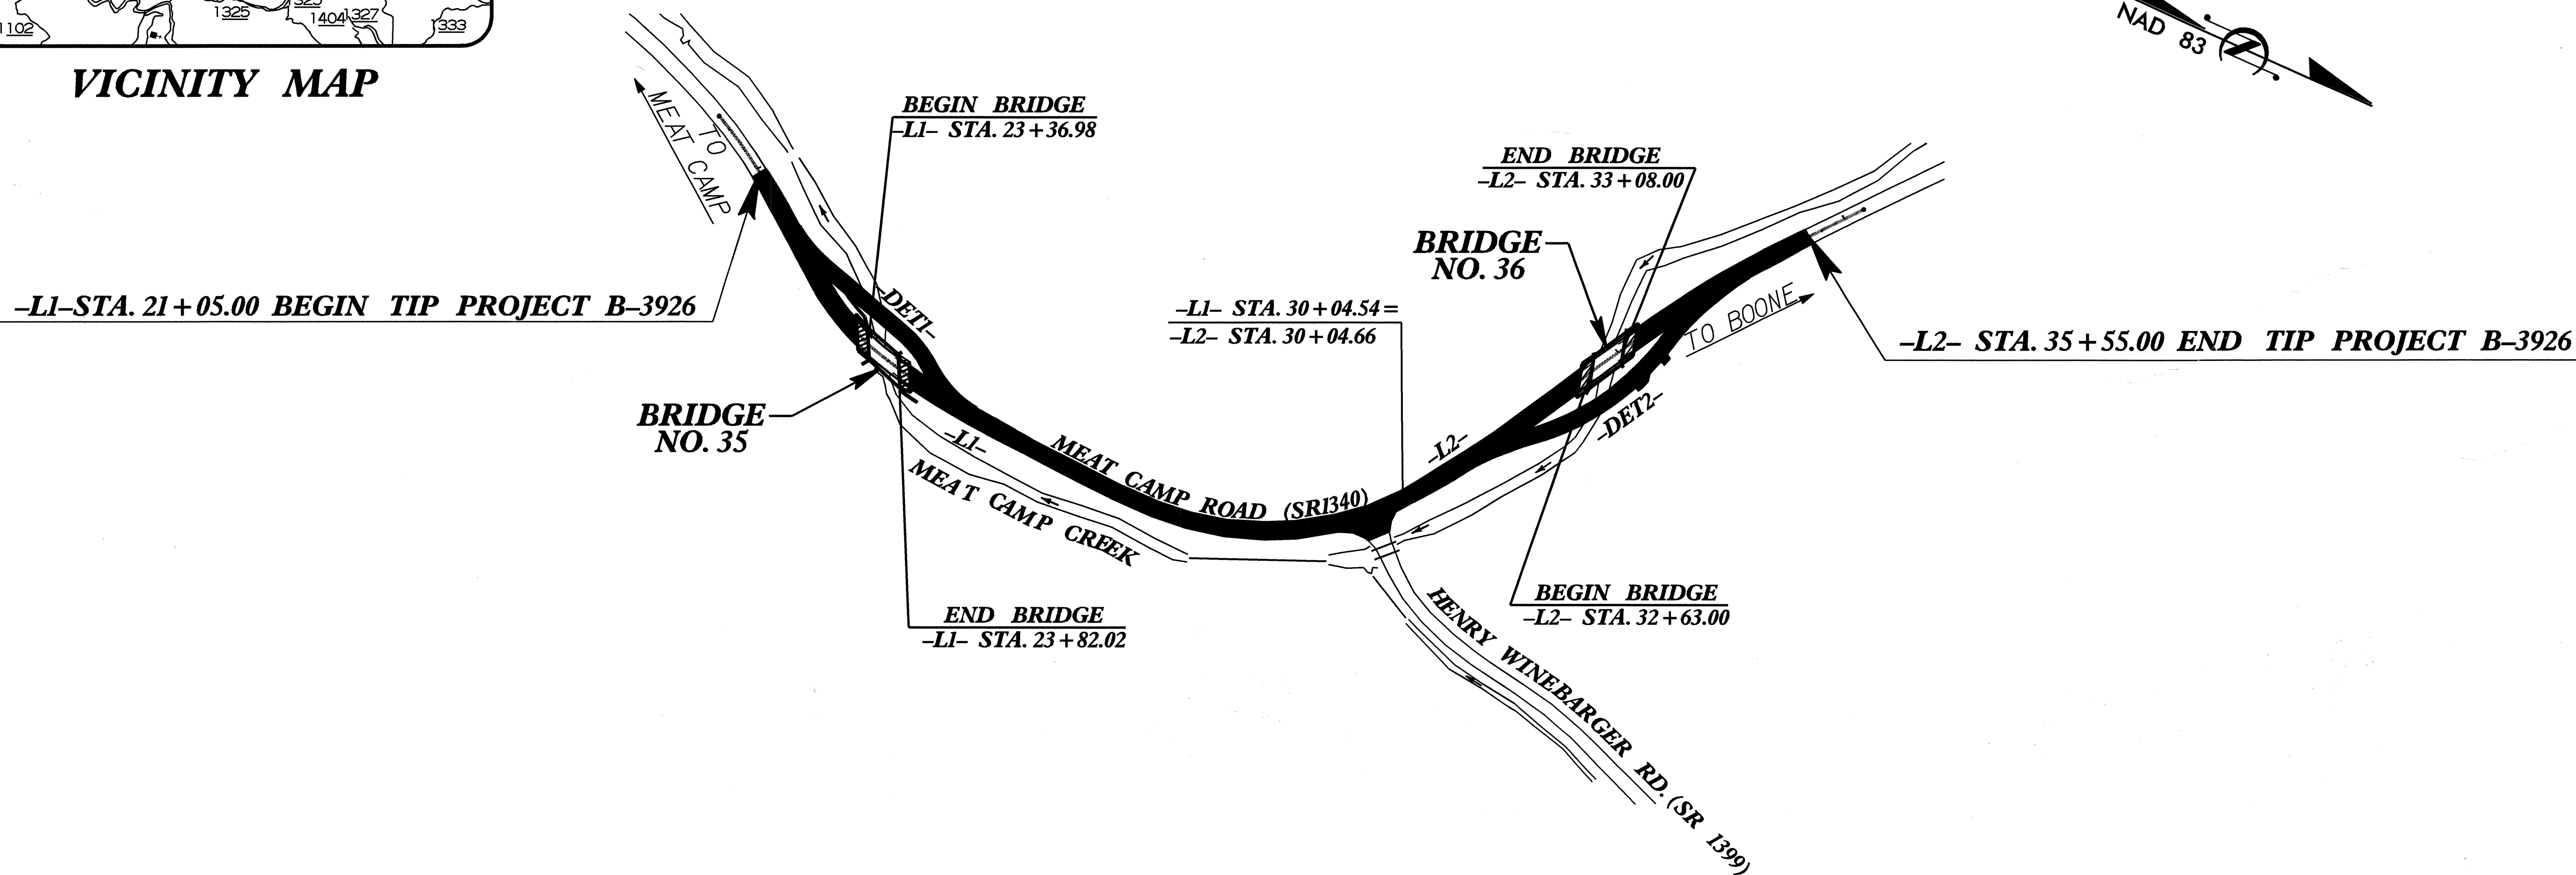 1102
1325
1325
1404
1327
1333
VICINITY MAP
NAD 83
TO
MEAT CAMP
BEGIN BRIDGE
–L1– STA. 23+36.98
END BRIDGE
–L2– STA. 33+08.00
BRIDGE
NO. 36
–L1–STA. 21+05.00 BEGIN TIP PROJECT B–3926
–DET1–
–L1– STA. 30+04.54=
–L2– STA. 30+04.66
TO BOONE
–L2– STA. 35+55.00 END TIP PROJECT B–3926
BRIDGE
NO. 35
–L1–
MEAT CAMP ROAD (SR1340)
–L2–
–DET2–
MEAT CAMP CREEK
END BRIDGE
–L1– STA. 23+82.02
BEGIN BRIDGE
–L2– STA. 32+63.00
HENRY WINEBARGER RD. (SR 1399)